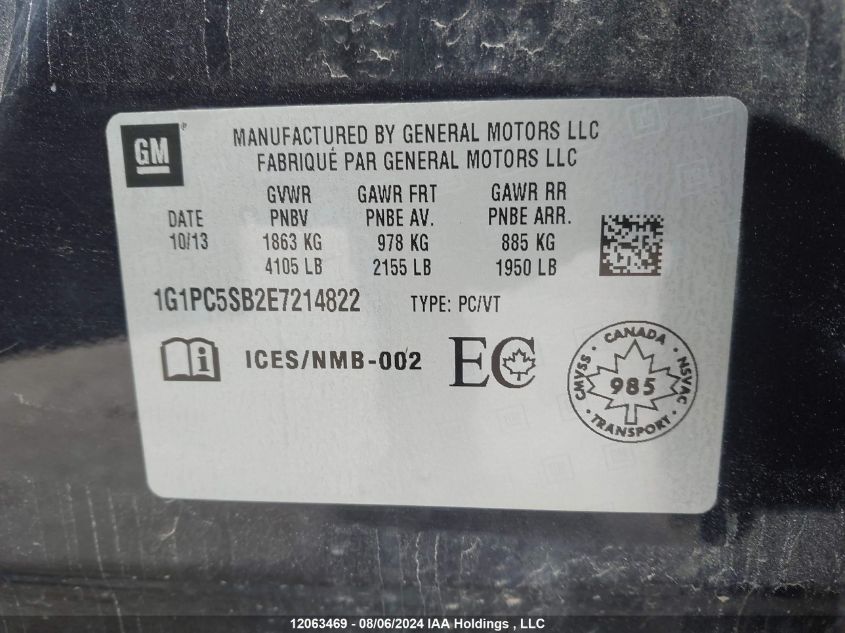 GM
MANUFACTURED BY GENERAL MOTORS LLC
FABRIQUÉ PAR GENERAL MOTORS LLC
GVWR GAWR FRT GAWR RR
DATE PNBV PNBE AV. PNBE ARR.
10/13 1863 KG 978 KG 885 KG
4105 LB 2155 LB 1950 LB
1G1PC5SB2E7214822 TYPE: PC/VT
i ICES/NMB-002 EC
CANADA
CMVSS 985 NSVAC
TRANSPORT
12063469 - 08/06/2024 IAA Holdings , LLC